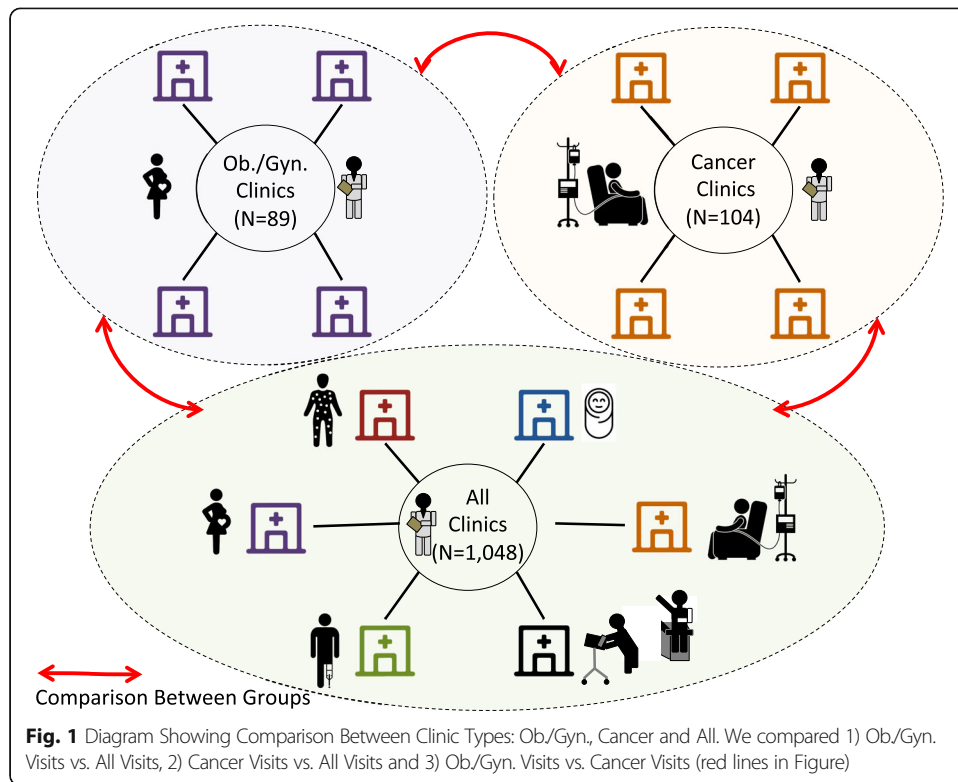 Ob./Gyn.
Clinics
(N=89)
Cancer
Clinics
(N=104)
All
Clinics
(N=1,048)
Comparison Between Groups
Fig. 1 Diagram Showing Comparison Between Clinic Types: Ob./Gyn., Cancer and All. We compared 1) Ob./Gyn.
Visits vs. All Visits, 2) Cancer Visits vs. All Visits and 3) Ob./Gyn. Visits vs. Cancer Visits (red lines in Figure)